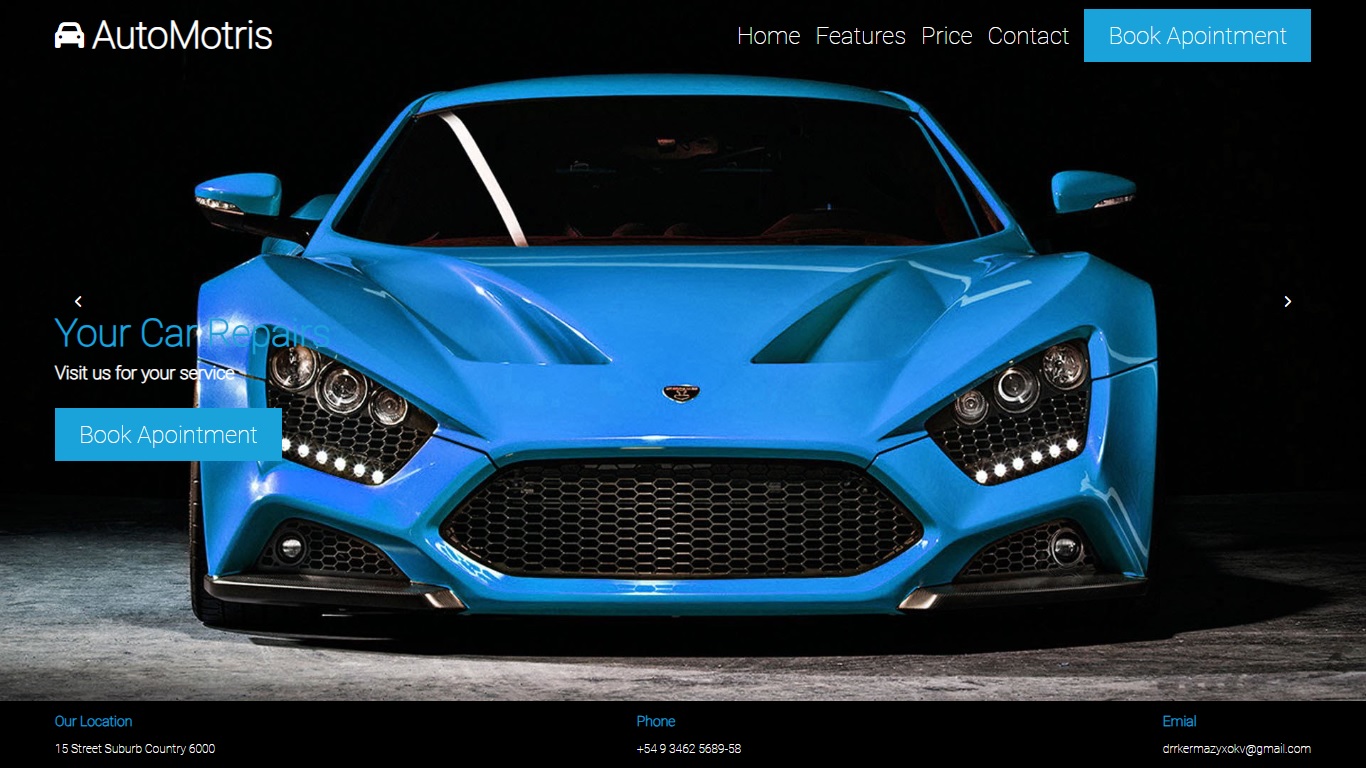 AutoMotris
Home Features Price Contact Book Apointment
Your Car Repairs
Visit us for your service
Book Apointment
Our Location
15 Street Suburb Country 6000
Phone
+54 9 3462 5689-58
Emial
drrkermazyxokv@gmail.com